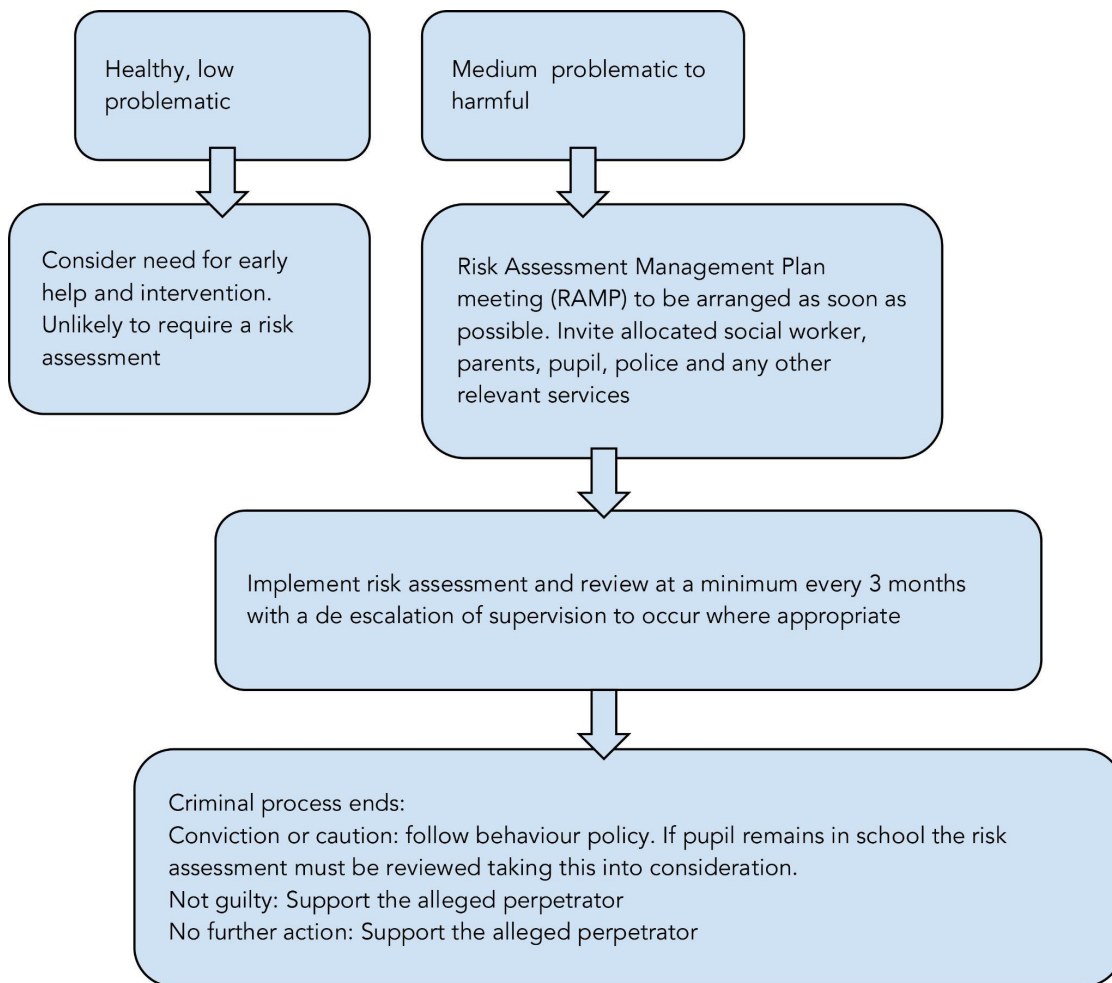 Healthy, low
problematic
Medium  problematic to
harmful
Consider need for early
help and intervention.
Unlikely to require a risk
assessment
Risk Assessment Management Plan
meeting (RAMP) to be arranged as soon as
possible. Invite allocated social worker,
parents, pupil, police and any other
relevant services
Implement risk assessment and review at a minimum every 3 months
with a de escalation of supervision to occur where appropriate
Criminal process ends:
Conviction or caution: follow behaviour policy. If pupil remains in school the risk
assessment must be reviewed taking this into consideration.
Not guilty: Support the alleged perpetrator
No further action: Support the alleged perpetrator